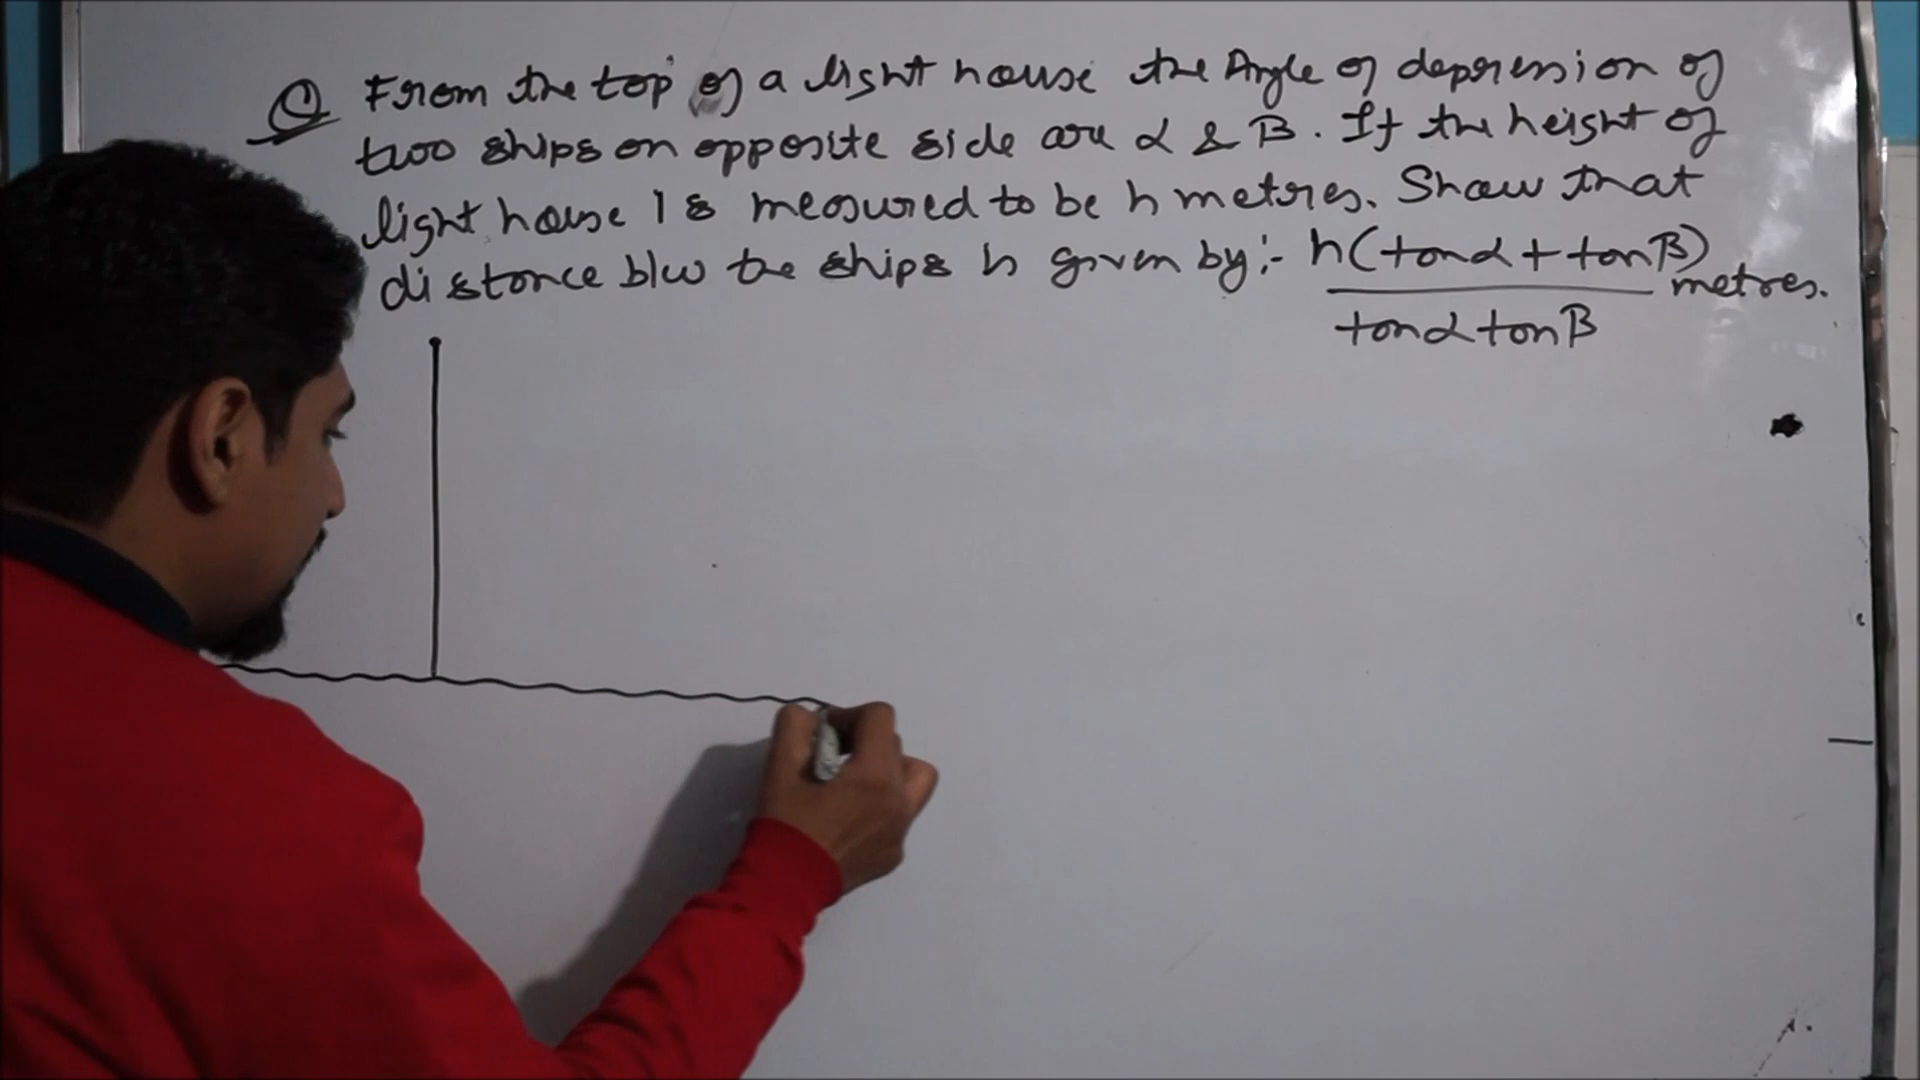 Q From the top of a light house the Angle of depression of
two ships on opposite side are α & β. If the height of
light house is measured to be h metres. Show that
distance b/w the ships is given by:- h(tanα + tanβ) metres.
tanα tanβ